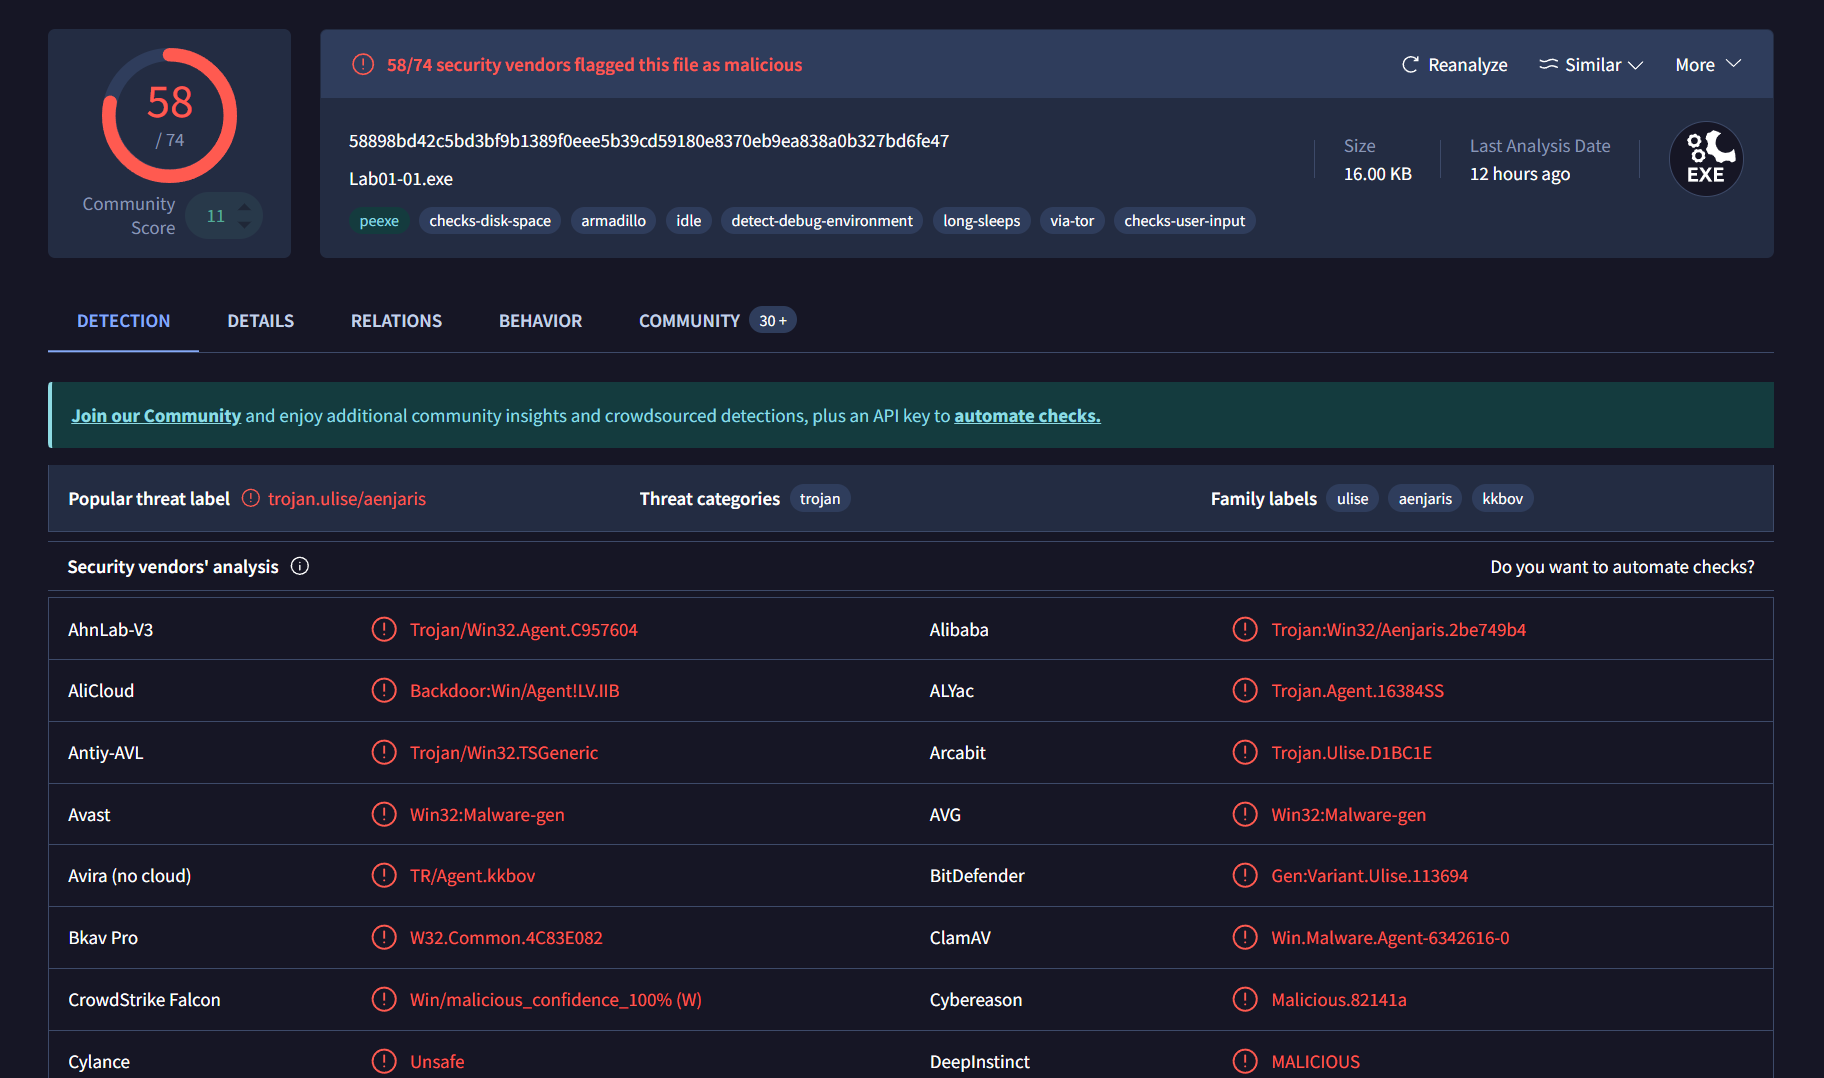 58
/ 74
Community
Score
11
58/74 security vendors flagged this file as malicious
Reanalyze
Similar
More
58898bd42c5bd3bf9b1389f0eee5b39cd59180e8370eb9ea838a0b327bd6fe47
Lab01-01.exe
Size
16.00 KB
Last Analysis Date
12 hours ago
EXE
peexe checks-disk-space armadillo idle detect-debug-environment long-sleeps via-tor checks-user-input
DETECTION DETAILS RELATIONS BEHAVIOR COMMUNITY 30 +
Join our Community and enjoy additional community insights and crowdsourced detections, plus an API key to automate checks.
Popular threat label trojan.ulise/aenjaris Threat categories trojan Family labels ulise aenjaris kkbov
Security vendors' analysis Do you want to automate checks?
AhnLab-V3 Trojan/Win32.Agent.C957604 Alibaba Trojan:Win32/Aenjaris.2be749b4
AliCloud Backdoor:Win/Agent!LV.IIB ALYac Trojan.Agent.16384SS
Antiy-AVL Trojan/Win32.TSGeneric Arcabit Trojan.Ulise.D1BC1E
Avast Win32:Malware-gen AVG Win32:Malware-gen
Avira (no cloud) TR/Agent.kkbov BitDefender Gen:Variant.Ulise.113694
Bkav Pro W32.Common.4C83E082 ClamAV Win.Malware.Agent-6342616-0
CrowdStrike Falcon Win/malicious_confidence_100% (W) Cybereason Malicious.82141a
Cylance Unsafe DeepInstinct MALICIOUS